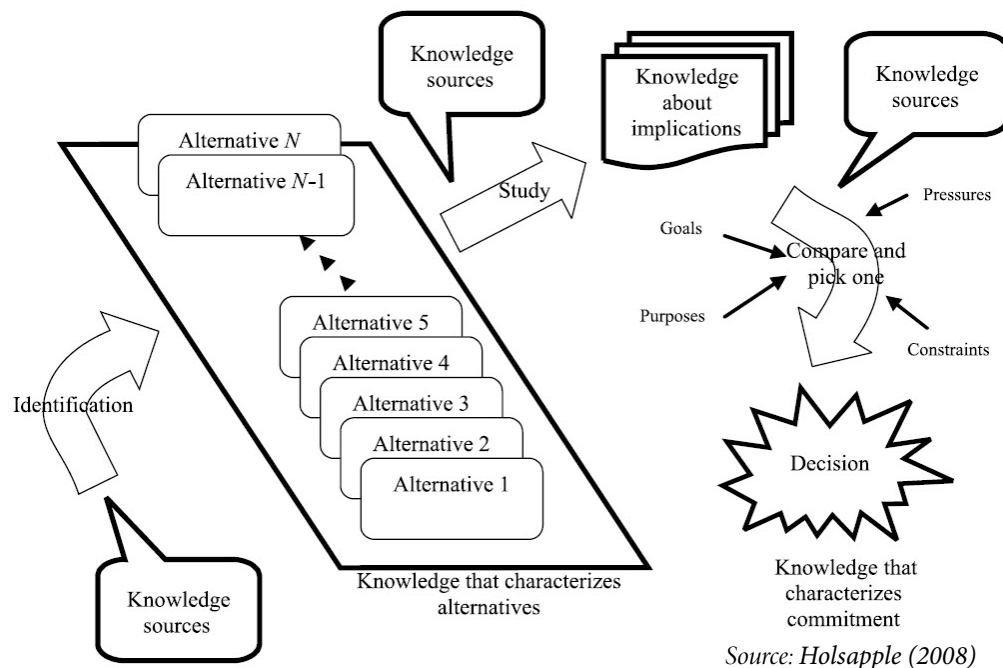 Knowledge
sources
Knowledge
about
implications
Knowledge
sources
Alternative N
Alternative N-1
Study
Pressures
Goals
Compare and
pick one
Purposes
Constraints
Alternative 5
Alternative 4
Alternative 3
Alternative 2
Alternative 1
Identification
Decision
Knowledge
sources
Knowledge that characterizes
alternatives
Knowledge that
characterizes
commitment
Source: Holsapple (2008)